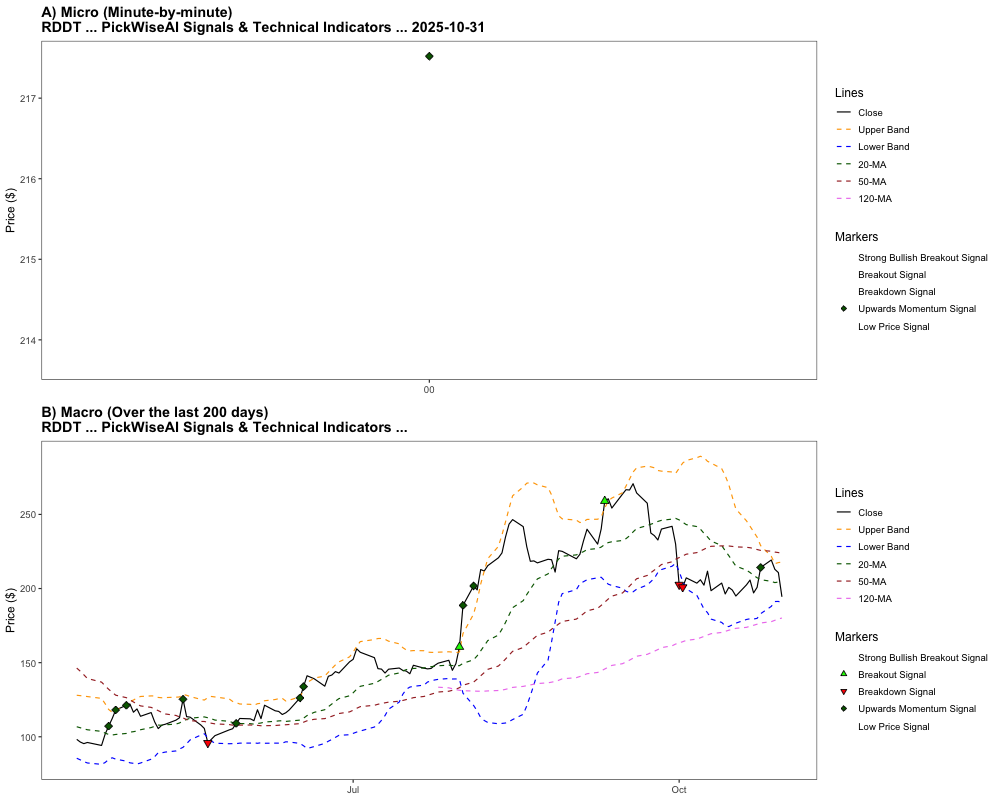 A) Micro (Minute-by-minute)
RDDT ... PickWiseAI Signals & Technical Indicators ... 2025-10-31
217
216
215
214
Price ($)
00
Lines
Close
Upper Band
Lower Band
20-MA
50-MA
120-MA
Markers
Strong Bullish Breakout Signal
Breakout Signal
Breakdown Signal
Upwards Momentum Signal
Low Price Signal
B) Macro (Over the last 200 days)
RDDT ... PickWiseAI Signals & Technical Indicators ...
250
200
150
100
Price ($)
Jul
Oct
Lines
Close
Upper Band
Lower Band
20-MA
50-MA
120-MA
Markers
Strong Bullish Breakout Signal
Breakout Signal
Breakdown Signal
Upwards Momentum Signal
Low Price Signal